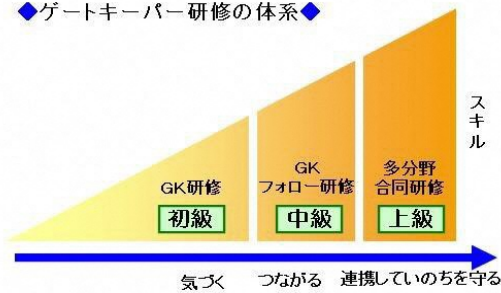 ◆ゲートキーパー研修の体系◆
スキル
GK研修
初級
GK
フォロー研修
中級
多分野
合同研修
上級
気づく
つながる
連携していのちを守る